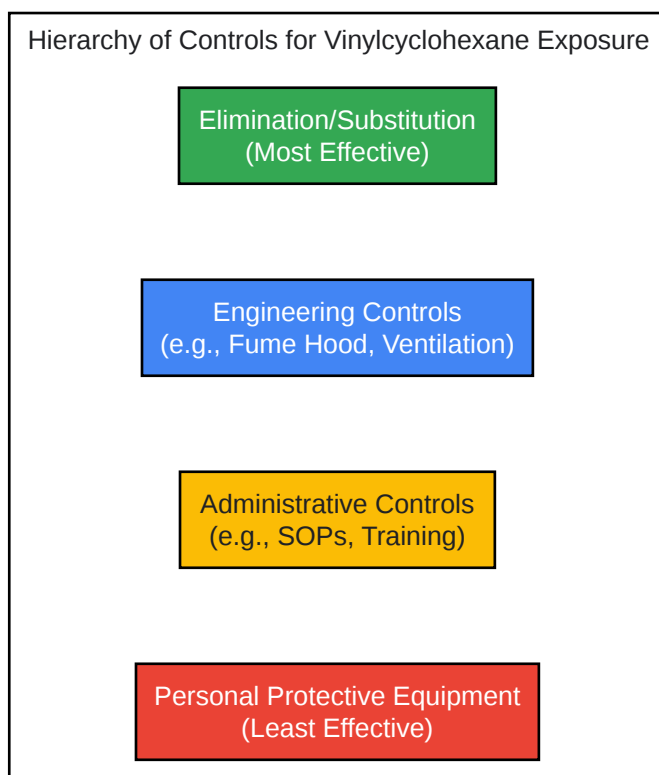 Hierarchy of Controls for Vinylcyclohexane Exposure
Elimination/Substitution
(Most Effective)
Engineering Controls
(e.g., Fume Hood, Ventilation)
Administrative Controls
(e.g., SOPs, Training)
Personal Protective Equipment
(Least Effective)